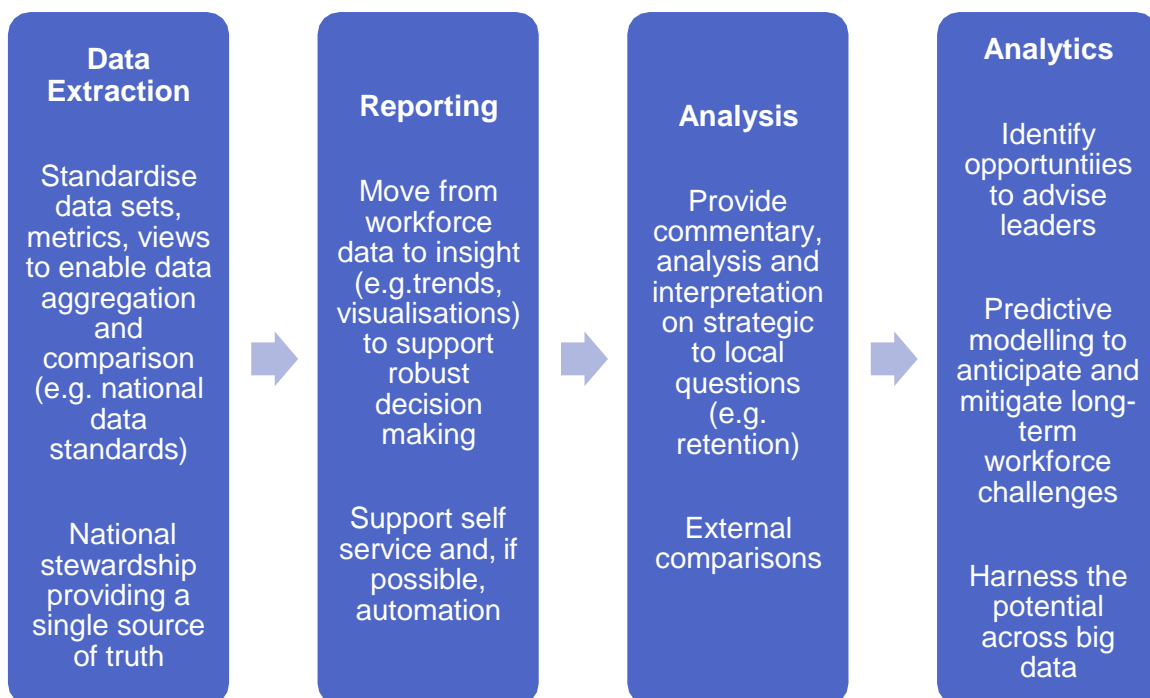 Data
Extraction
Standardise
data sets,
metrics, views
to enable data
aggregation
and
comparison
(e.g. national
data
standards)
National
stewardship
providing a
single source
of truth
Reporting
Move from
workforce
data to insight
(e.g.trends,
visualisations)
to support
robust
decision
making
Support self
service and, if
possible,
automation
Analysis
Provide
commentary,
analysis and
interpretation
on strategic
to local
questions
(e.g.
retention)
External
comparisons
Analytics
Identify
opportuntiies
to advise
leaders
Predictive
modelling to
anticipate and
mitigate long-
term
workforce
challenges
Harness the
potential
across big
data